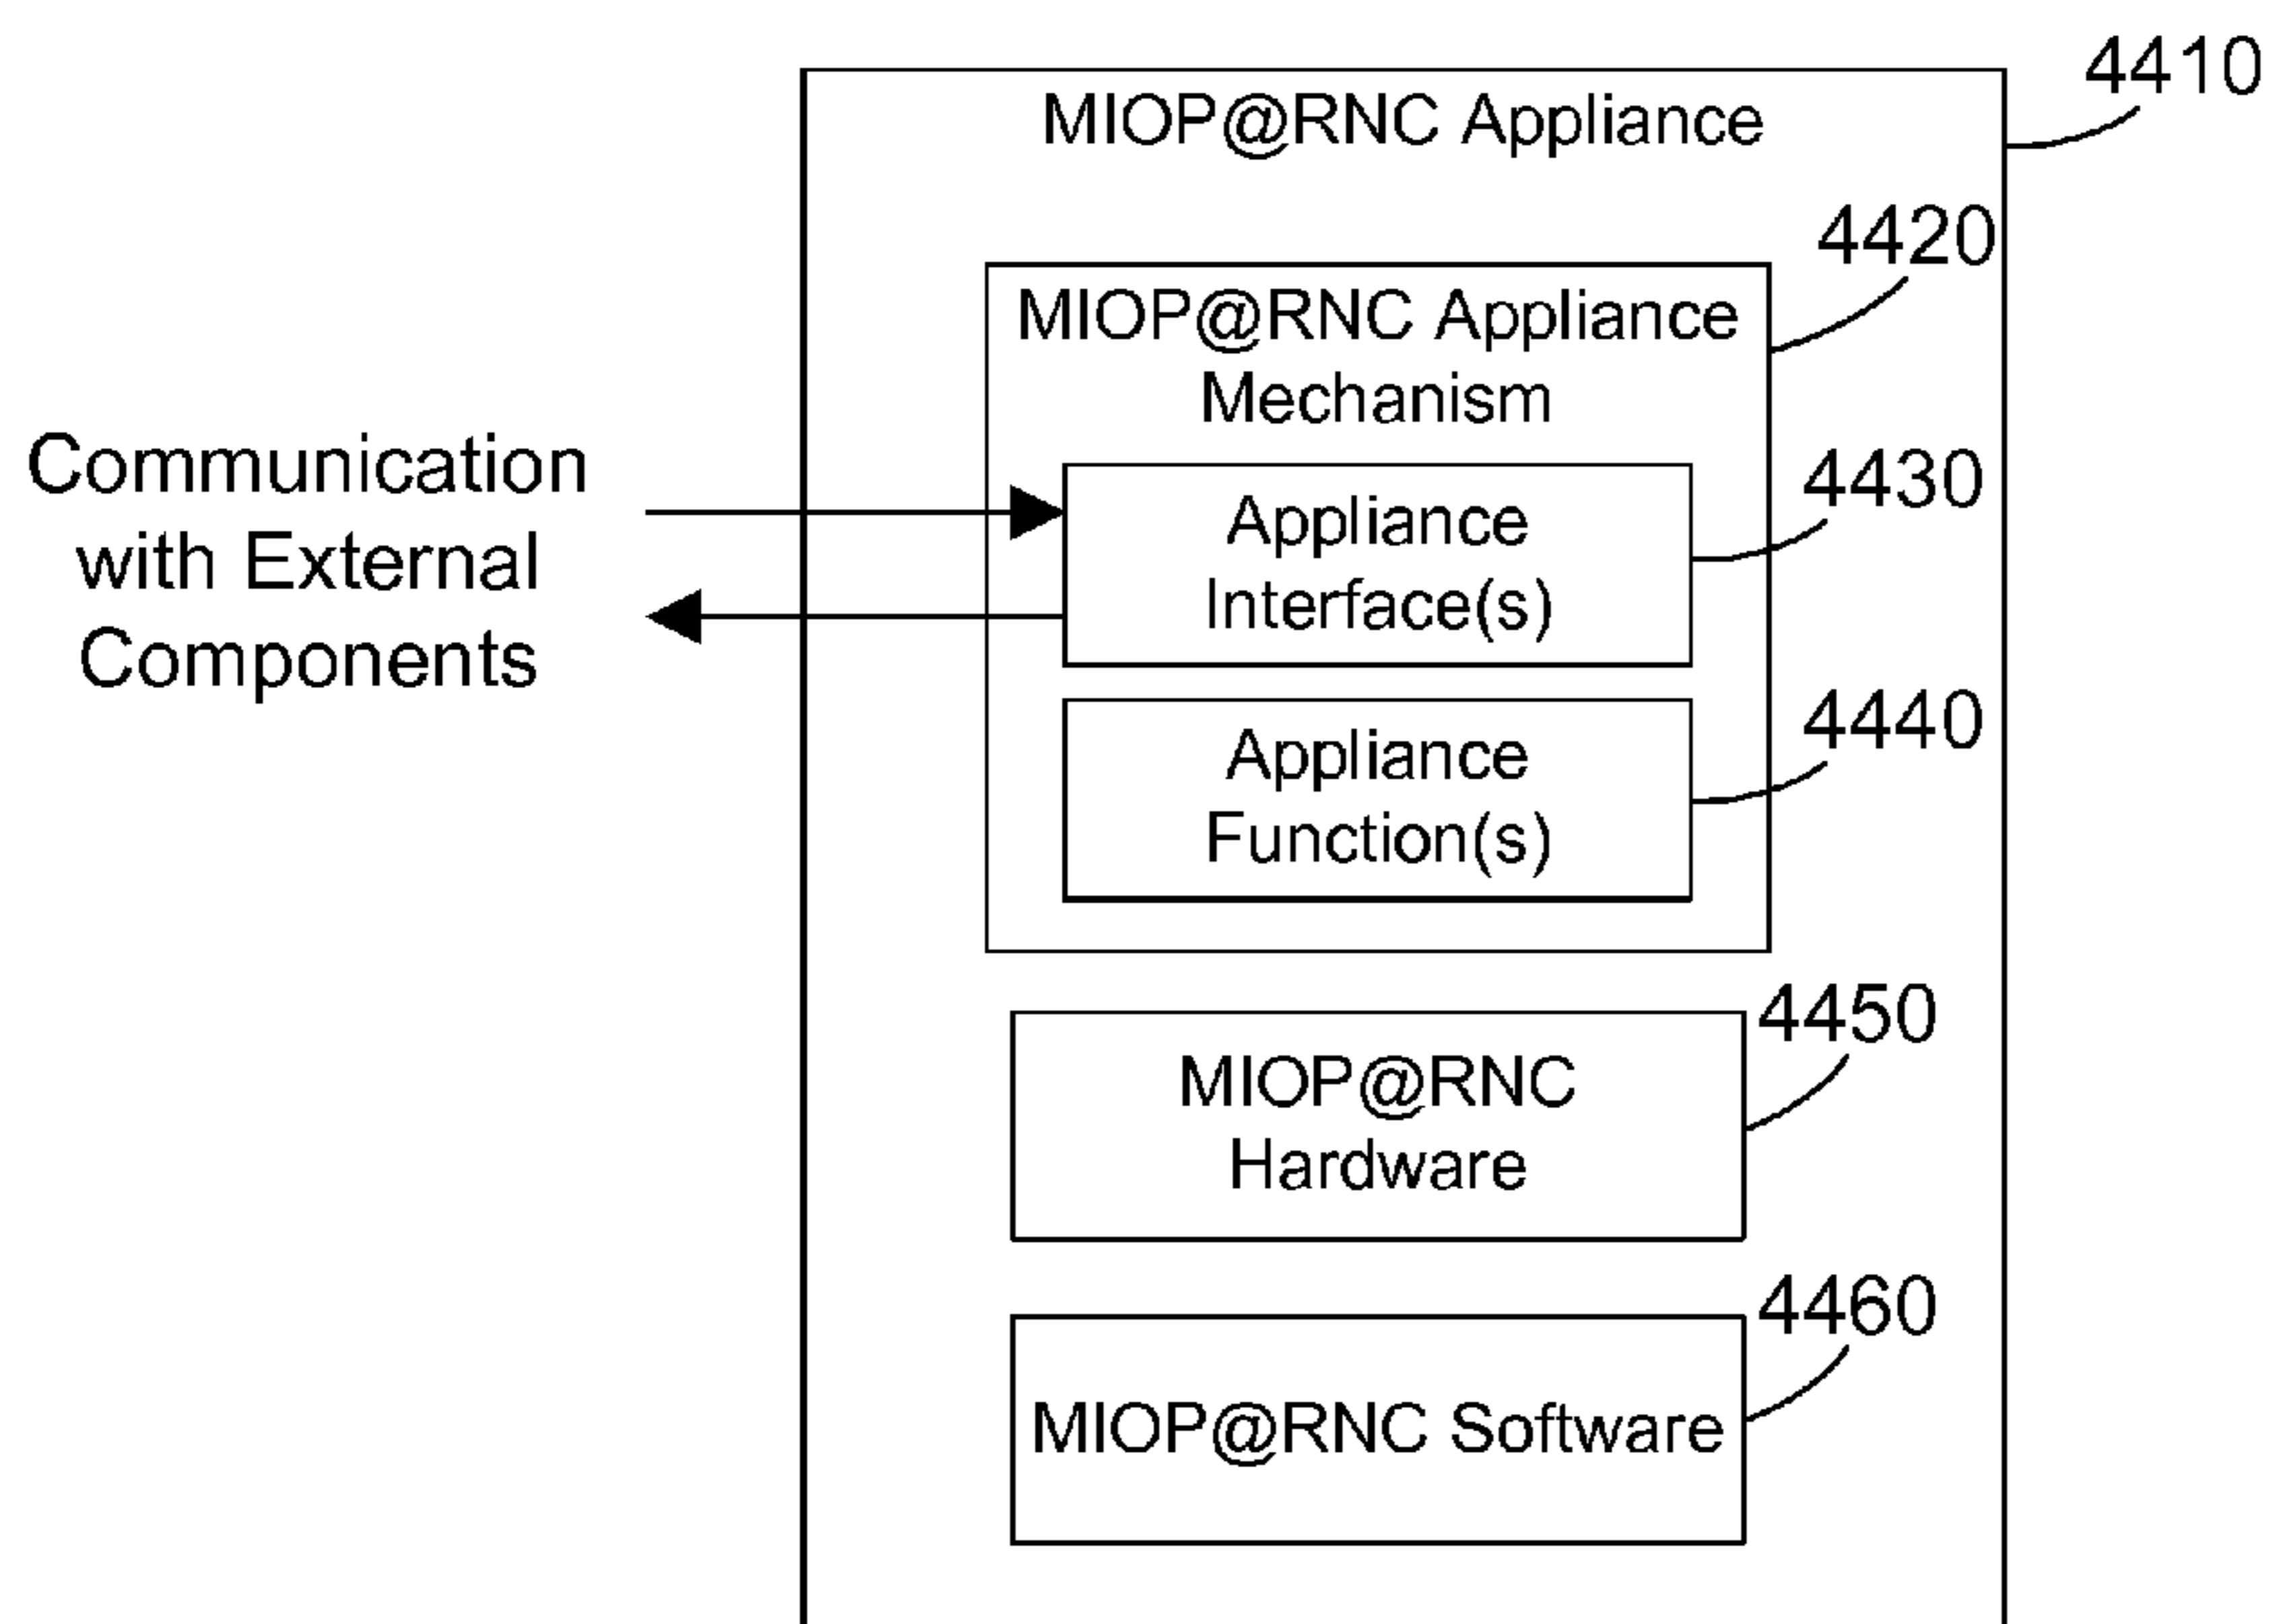 4410
MIOP@RNC Appliance
4420
MIOP@RNC Appliance
Mechanism
Communication
with External
Components
4430
Appliance
Interface(s)
4440
Appliance
Function(s)
4450
MIOP@RNC
Hardware
4460
MIOP@RNC Software